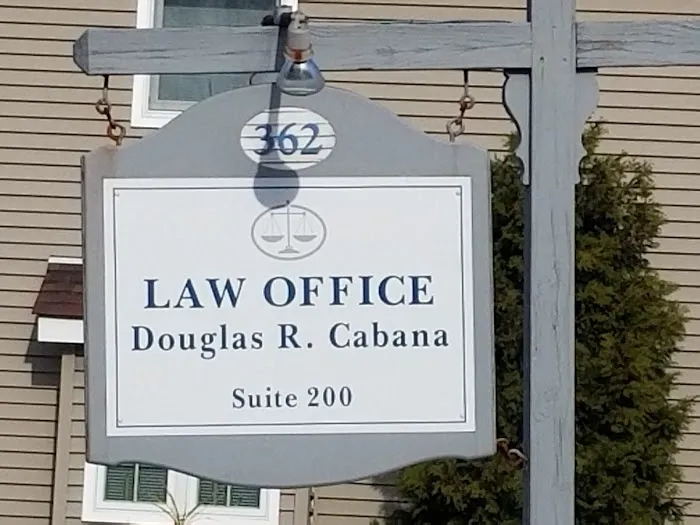 362
LAW OFFICE
Douglas R. Cabana
Suite 200